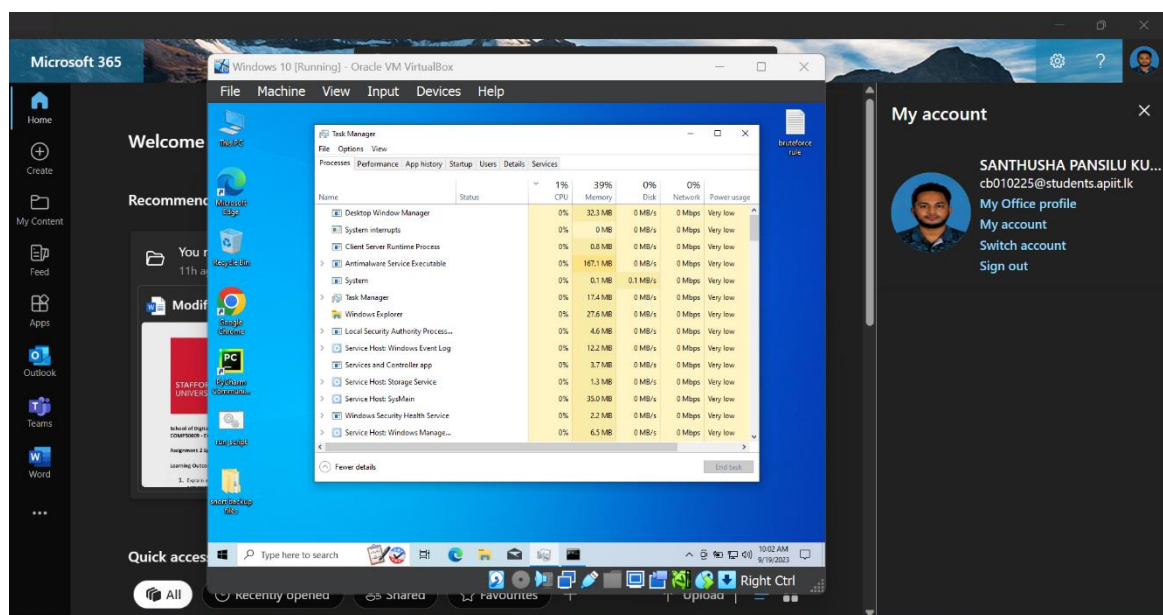 Microsoft 365
Home
Create
My Content
Feed
Apps
Outlook
Teams
Word
Welcome
Recommend
You r
11h a
Modif
STAFFO
UNIVERS
Quick acces
All
Recently opened
Shared
Favourites
Upload
Windows 10 [Running] - Oracle VM VirtualBox
File Machine View Input Devices Help
This PC
Microsoft
Edge
Recycle Bin
Google
Chrome
PyCharm
Communi...
run_script
snort backup
files
bruteforce
rule
Task Manager
File Options View
Processes Performance App history Startup Users Details Services
1% 39% 0% 0%
Name Status CPU Memory Disk Network Power usage
Desktop Window Manager 0% 32.3 MB 0 MB/s 0 Mbps Very low
System interrupts 0% 0 MB 0 MB/s 0 Mbps Very low
Client Server Runtime Process 0% 0.8 MB 0 MB/s 0 Mbps Very low
Antimalware Service Executable 0% 167.1 MB 0 MB/s 0 Mbps Very low
System 0% 0.1 MB 0.1 MB/s 0 Mbps Very low
Task Manager 0% 17.4 MB 0 MB/s 0 Mbps Very low
Windows Explorer 0% 27.6 MB 0 MB/s 0 Mbps Very low
Local Security Authority Process... 0% 4.6 MB 0 MB/s 0 Mbps Very low
Service Host: Windows Event Log 0% 12.2 MB 0 MB/s 0 Mbps Very low
Services and Controller app 0% 3.7 MB 0 MB/s 0 Mbps Very low
Service Host: Storage Service 0% 1.3 MB 0 MB/s 0 Mbps Very low
Service Host: SysMain 0% 35.0 MB 0 MB/s 0 Mbps Very low
Windows Security Health Service 0% 2.2 MB 0 MB/s 0 Mbps Very low
Service Host: Windows Manage... 0% 6.5 MB 0 MB/s 0 Mbps Very low
Fewer details
End task
Type here to search
10:02 AM
9/19/2023
Right Ctrl
My account
SANTHUSHA PANSILU KU...
cb010225@students.apiit.lk
My Office profile
My account
Switch account
Sign out